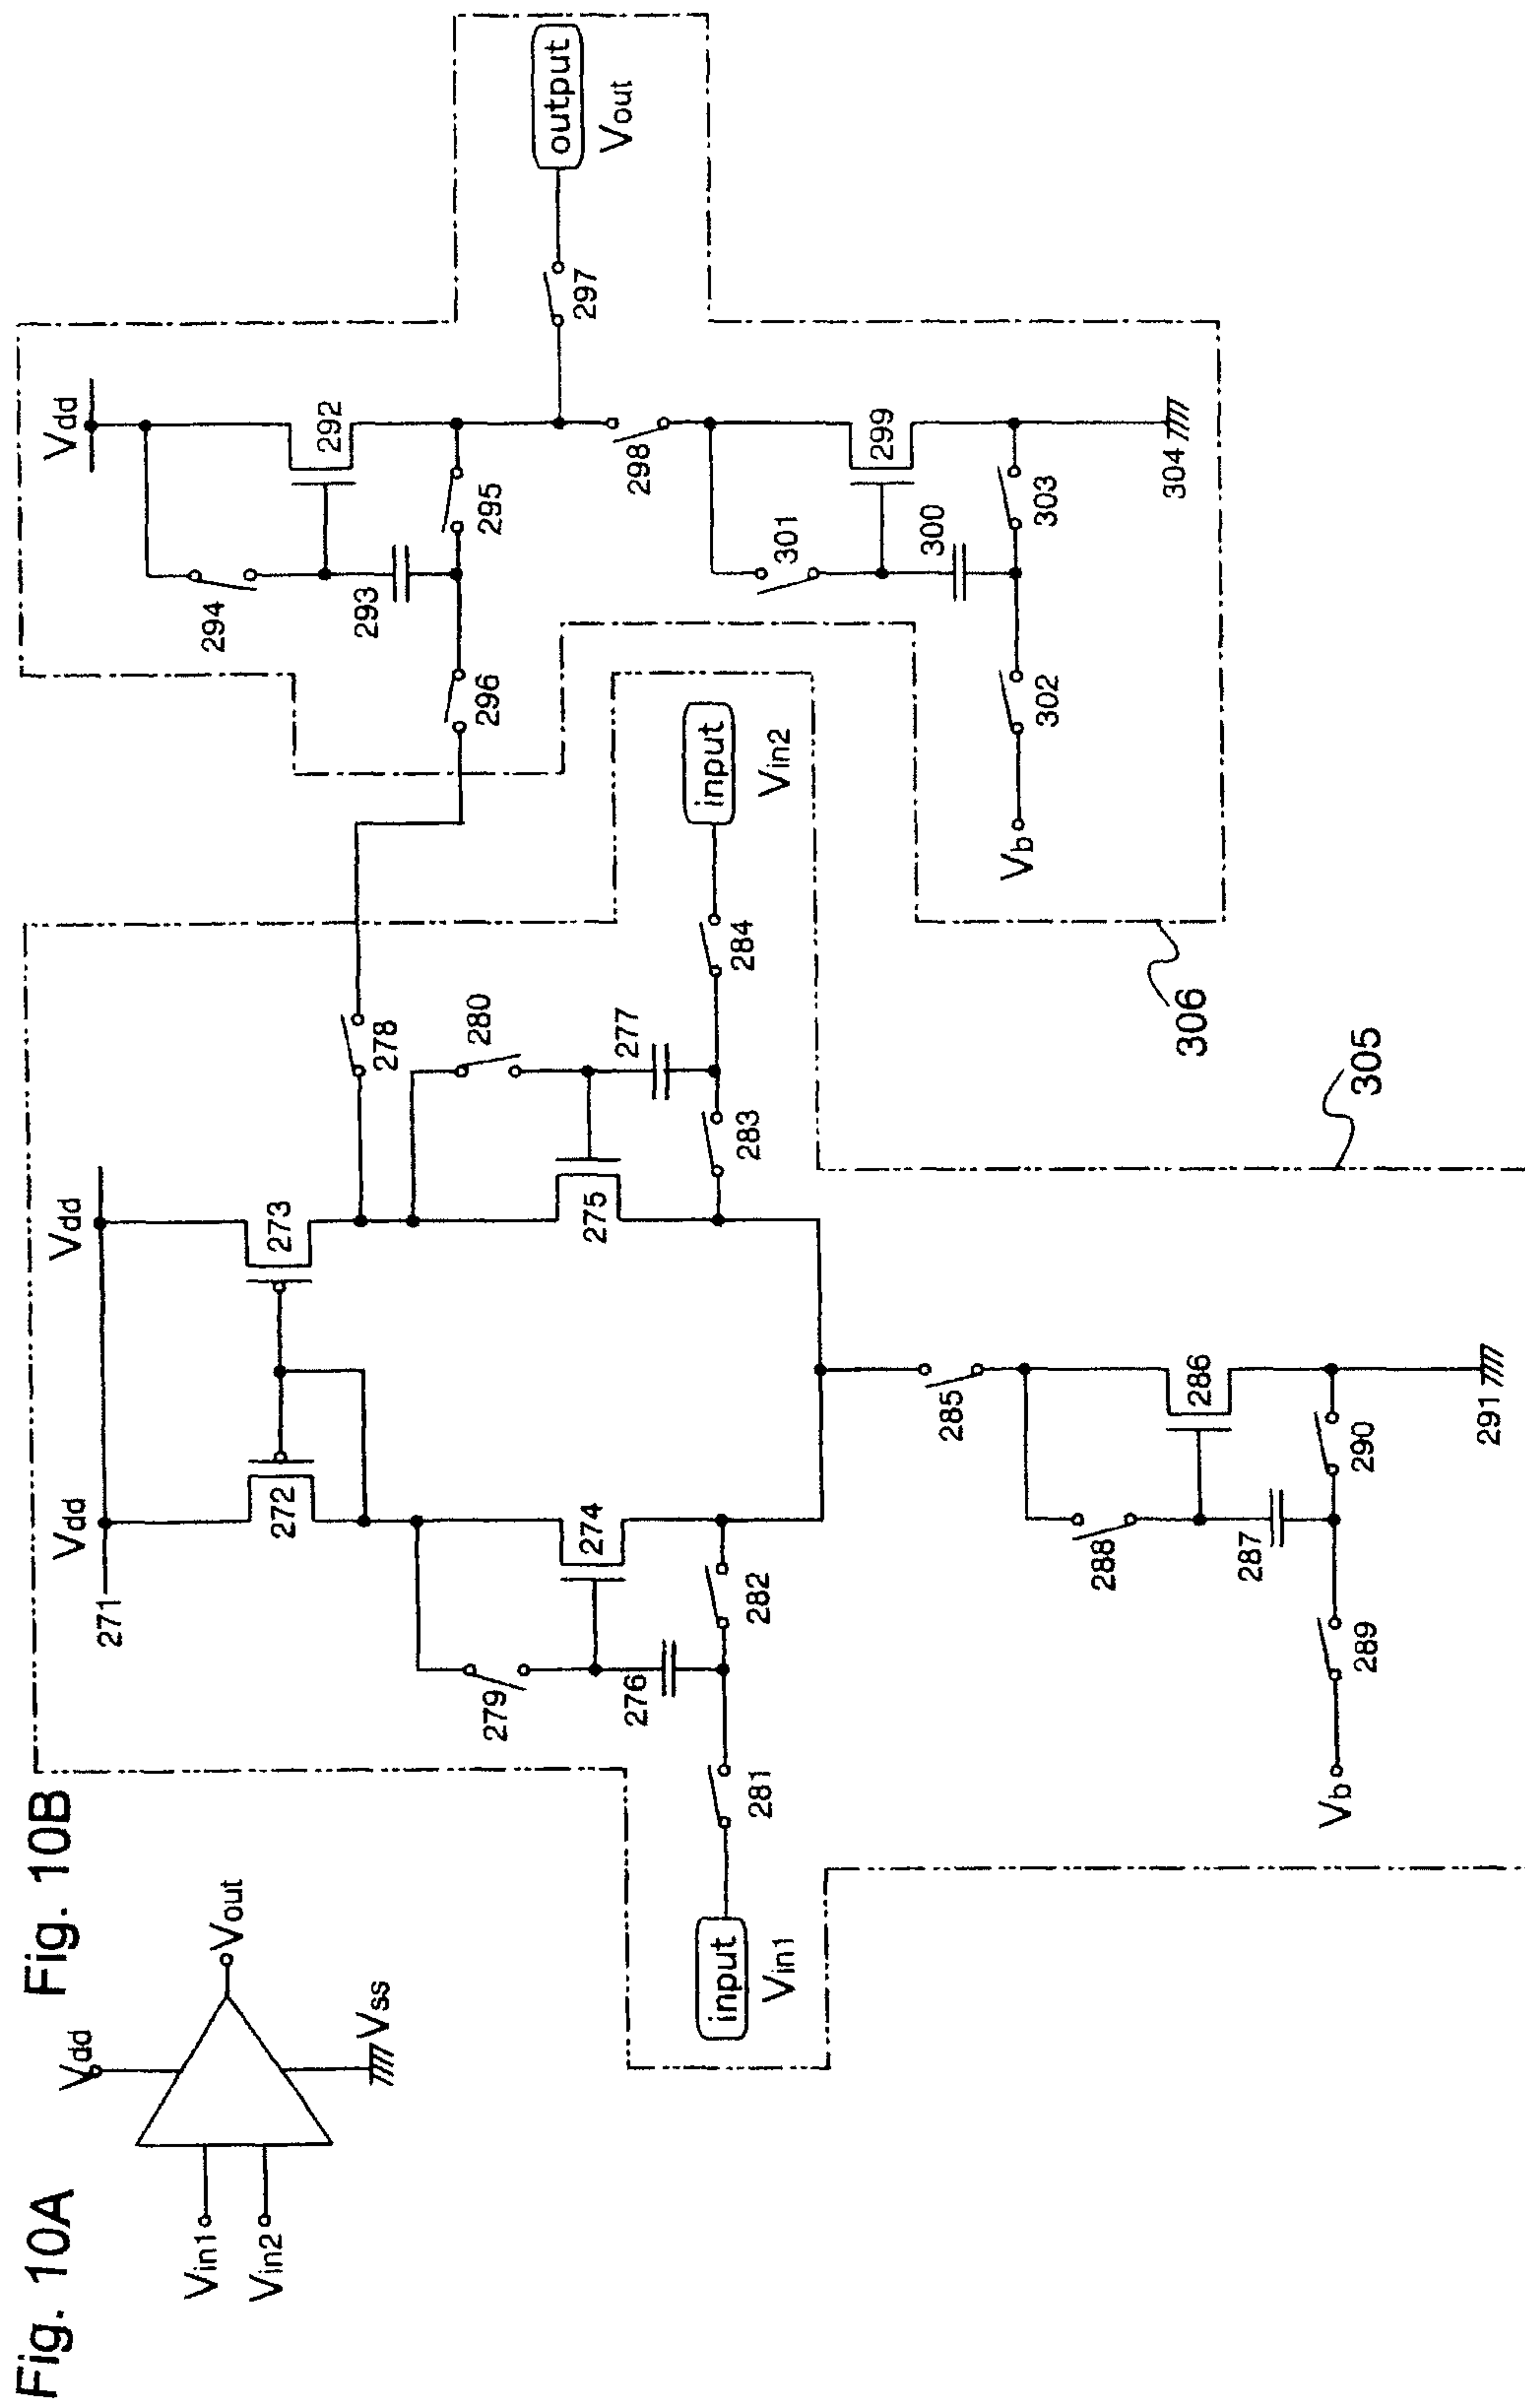 Fig. 10A
Vdd
Vin1
Vin2
Vout
Vss
Fig. 10B
271
Vdd
Vdd
272
273
274
275
276
277
278
279
280
281
282
283
284
input
Vin1
input
Vin2
285
286
287
288
289
290
291
Vb
305
Vdd
292
293
294
295
296
297
output
Vout
298
299
300
301
302
303
304
Vb
306